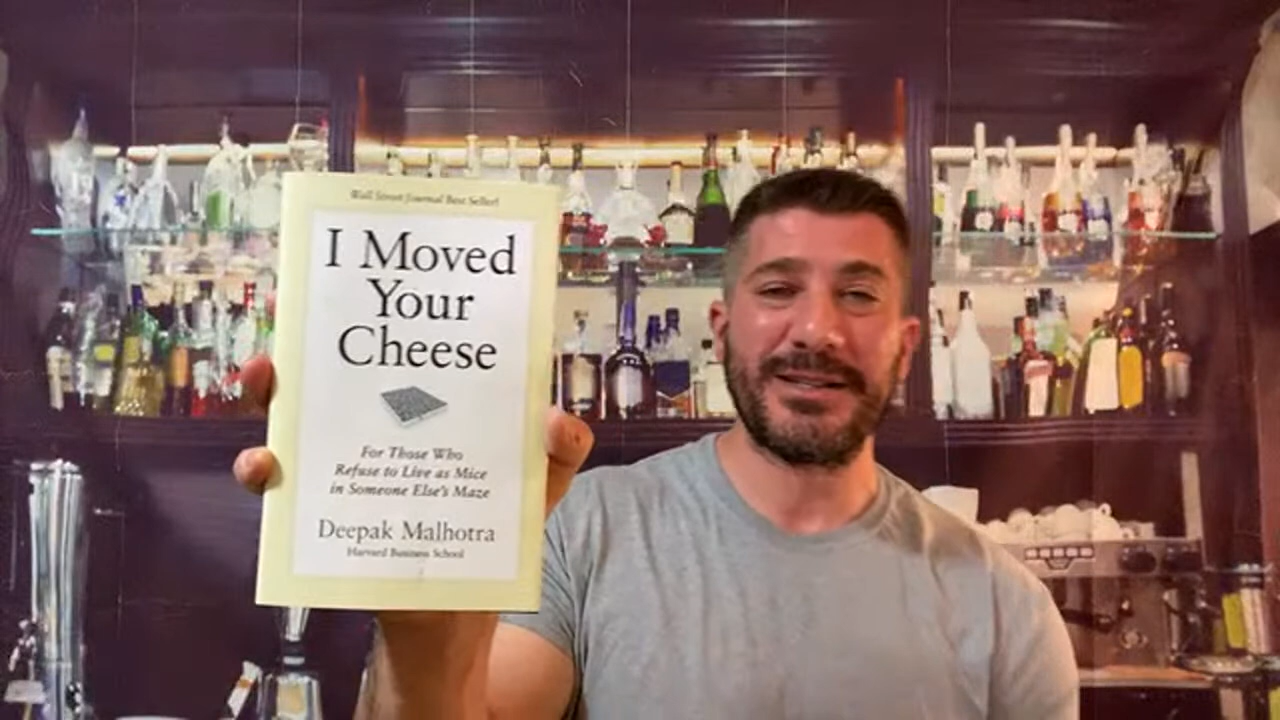 Wall Street Journal Best Seller!
I Moved
Your
Cheese
For Those Who
Refuse to Live as Mice
in Someone Else's Maze
Deepak Malhotra
Harvard Business School